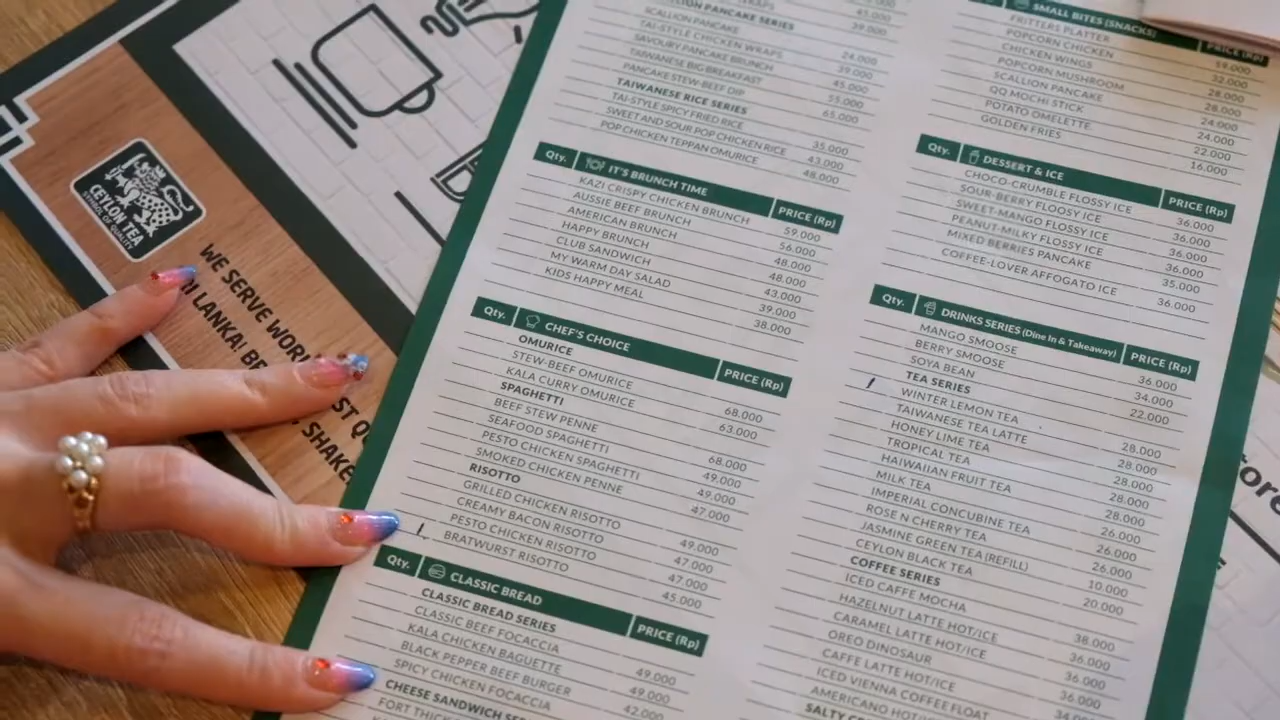 CEYLON TEA
SYMBOL OF QUALITY
WE SERVE WOR
LANKA! BE
ST Q
SHAKE
45.000
PANCAKE SERIES 39.000
SCALLION PANCAKE 24.000
TAI-STYLE CHICKEN WRAPS 39.000
SAVOURY PANCAKE BRUNCH 45.000
TAIWANESE BIG BREAKFAST 55.000
PANCAKE STEW-BEEF DIP 65.000
TAIWANESE RICE SERIES
TAI-STYLE SPICY FRIED RICE 35.000
SWEET AND SOUR POP CHICKEN RICE 43.000
POP CHICKEN TEPPAN OMURICE 48.000
Qty. IT'S BRUNCH TIME PRICE (Rp)
KAZI CRISPY CHICKEN BRUNCH 59.000
AUSSIE BEEF BRUNCH 56.000
AMERICAN BRUNCH 48.000
HAPPY BRUNCH 48.000
CLUB SANDWICH 43.000
MY WARM DAY SALAD 39.000
KIDS HAPPY MEAL 38.000
Qty. CHEF'S CHOICE PRICE (Rp)
OMURICE
STEW-BEEF OMURICE 68.000
KALA CURRY OMURICE 63.000
SPAGHETTI
BEEF STEW PENNE 68.000
SEAFOOD SPAGHETTI 49.000
PESTO CHICKEN SPAGHETTI 49.000
SMOKED CHICKEN PENNE 47.000
RISOTTO
GRILLED CHICKEN RISOTTO 49.000
CREAMY BACON RISOTTO 47.000
PESTO CHICKEN RISOTTO 47.000
BRATWURST RISOTTO 45.000
Qty. CLASSIC BREAD PRICE (Rp)
CLASSIC BREAD SERIES
CLASSIC BEEF FOCACCIA 49.000
KALA CHICKEN BAGUETTE 49.000
BLACK PEPPER BEEF BURGER 42.000
SPICY CHICKEN FOCACCIA
CHEESE SANDWICH SE
FORT THIC
SMALL BITES (SNACKS) PRICE (Rp)
FRITTERS PLATTER 59.000
POPCORN CHICKEN 32.000
CHICKEN WINGS 28.000
POPCORN MUSHROOM 28.000
SCALLION PANCAKE 24.000
QQ MOCHI STICK 24.000
POTATO OMELETTE 22.000
GOLDEN FRIES 16.000
Qty. DESSERT & ICE PRICE (Rp)
CHOCO-CRUMBLE FLOSSY ICE 36.000
SOUR-BERRY FLOOSY ICE 36.000
SWEET-MANGO FLOSSY ICE 36.000
PEANUT-MILKY FLOSSY ICE 36.000
MIXED BERRIES PANCAKE 35.000
COFFEE-LOVER AFFOGATO ICE 36.000
Qty. DRINKS SERIES (Dine In & Takeaway) PRICE (Rp)
MANGO SMOOSE 36.000
BERRY SMOOSE 34.000
SOYA BEAN 22.000
TEA SERIES
WINTER LEMON TEA 28.000
TAIWANESE TEA LATTE 28.000
HONEY LIME TEA 28.000
TROPICAL TEA 28.000
HAIWAIIAN FRUIT TEA 26.000
MILK TEA 26.000
IMPERIAL CONCUBINE TEA 26.000
ROSE N CHERRY TEA 26.000
JASMINE GREEN TEA (REFILL) 10.000
CEYLON BLACK TEA 20.000
COFFEE SERIES
ICED CAFFE MOCHA 38.000
HAZELNUT LATTE HOT/ICE 36.000
CARAMEL LATTE HOT/ICE 36.000
OREO DINOSAUR 36.000
CAFFE LATTE HOT/ICE
ICED VIENNA COFFEE FLOAT
AMERICANO HOT/
SALTY